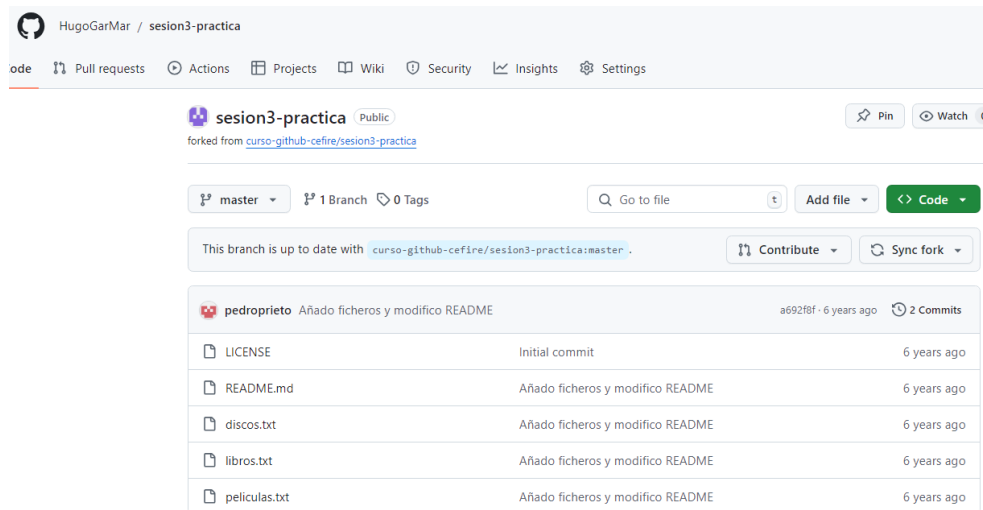 HugoGarMar / sesion3-practica
ode Pull requests Actions Projects Wiki Security Insights Settings
sesion3-practica Public
Pin Watch
forked from curso-github-cefire/sesion3-practica
master 1 Branch 0 Tags Go to file t Add file Code
This branch is up to date with curso-github-cefire/sesion3-practica:master . Contribute Sync fork
pedroprieto Añado ficheros y modifico README a692f8f · 6 years ago 2 Commits
LICENSE Initial commit 6 years ago
README.md Añado ficheros y modifico README 6 years ago
discos.txt Añado ficheros y modifico README 6 years ago
libros.txt Añado ficheros y modifico README 6 years ago
peliculas.txt Añado ficheros y modifico README 6 years ago